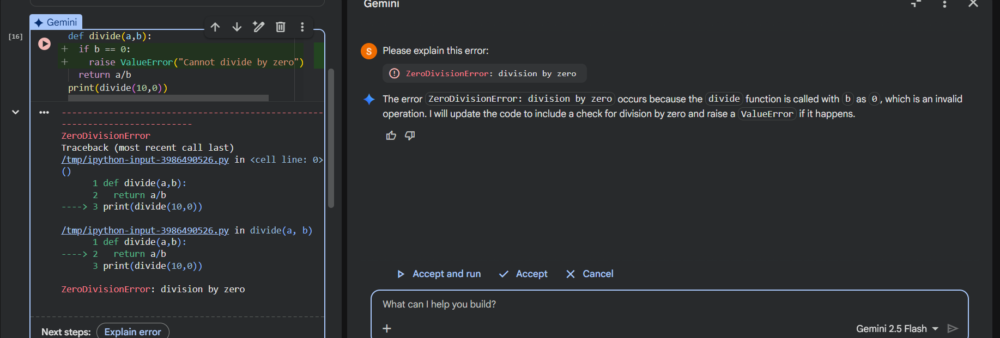 Gemini
[16]
def divide(a,b):
+ if b == 0:
+ raise ValueError("Cannot divide by zero")
return a/b
print(divide(10,0))
---------------------------------------------------------------------------
ZeroDivisionError
Traceback (most recent call last)
/tmp/ipython-input-3986490526.py in <cell line: 0>
()
1 def divide(a,b):
2 return a/b
----> 3 print(divide(10,0))
/tmp/ipython-input-3986490526.py in divide(a, b)
1 def divide(a,b):
----> 2 return a/b
3 print(divide(10,0))
ZeroDivisionError: division by zero
Next steps: Explain error
Gemini
S Please explain this error:
ZeroDivisionError: division by zero
The error ZeroDivisionError: division by zero occurs because the divide function is called with b as 0, which is an invalid
operation. I will update the code to include a check for division by zero and raise a ValueError if it happens.
Accept and run Accept Cancel
What can I help you build?
Gemini 2.5 Flash